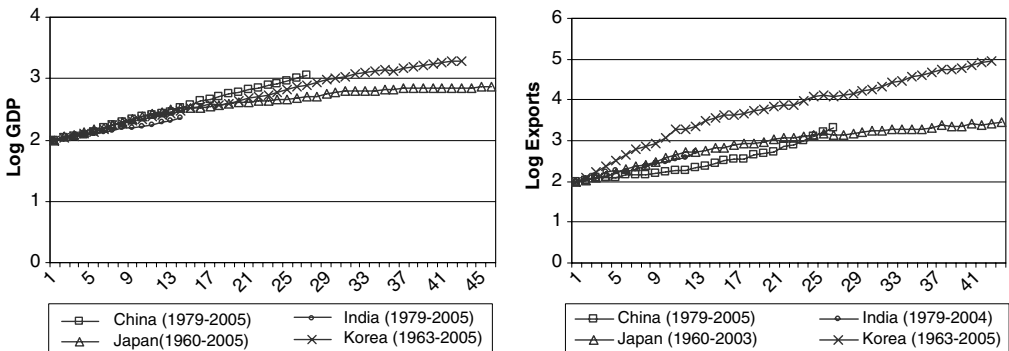 4
3
2
1
0
Log GDP
1 5 9 13 17 21 25 29 33 37 41 45
China (1979-2005) India (1979-2005)
Japan(1960-2005) Korea (1963-2005)
6
5
4
3
2
1
0
Log Exports
1 5 9 13 17 21 25 29 33 37 41
China (1979-2005) India (1979-2004)
Japan (1960-2003) Korea (1963-2005)